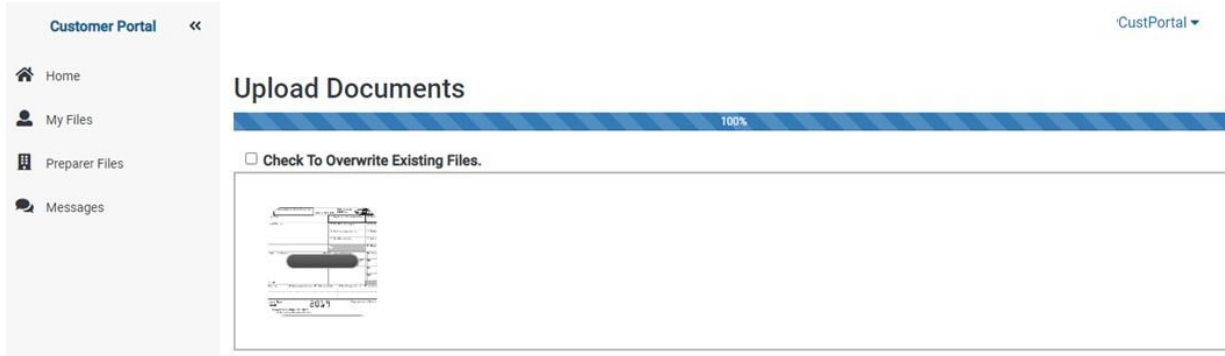 Customer Portal
CustPortal
Home
My Files
Preparer Files
Messages
Upload Documents
100%
Check To Overwrite Existing Files.
2019